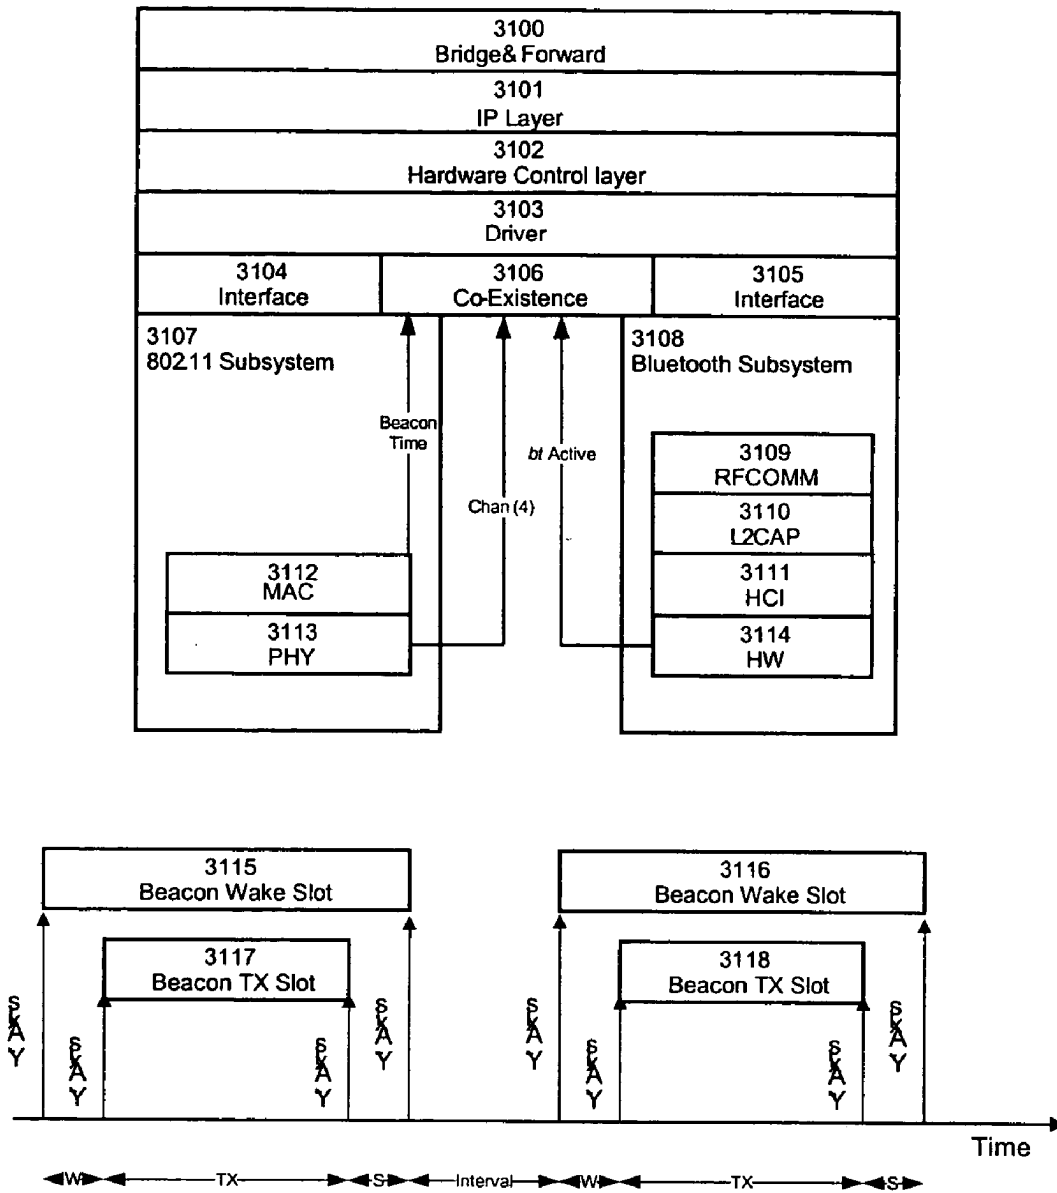 3100
Bridge& Forward
3101
IP Layer
3102
Hardware Control layer
3103
Driver
3104
Interface
3106
Co-Existence
3105
Interface
3107
802.11 Subsystem
3108
Bluetooth Subsystem
Beacon
Time
bt Active
Chan (4)
3109
RFCOMM
3110
L2CAP
3111
HCI
3114
HW
3112
MAC
3113
PHY
3115
Beacon Wake Slot
3116
Beacon Wake Slot
3117
Beacon TX Slot
3118
Beacon TX Slot
Time
W
TX
S
Interval
W
TX
S